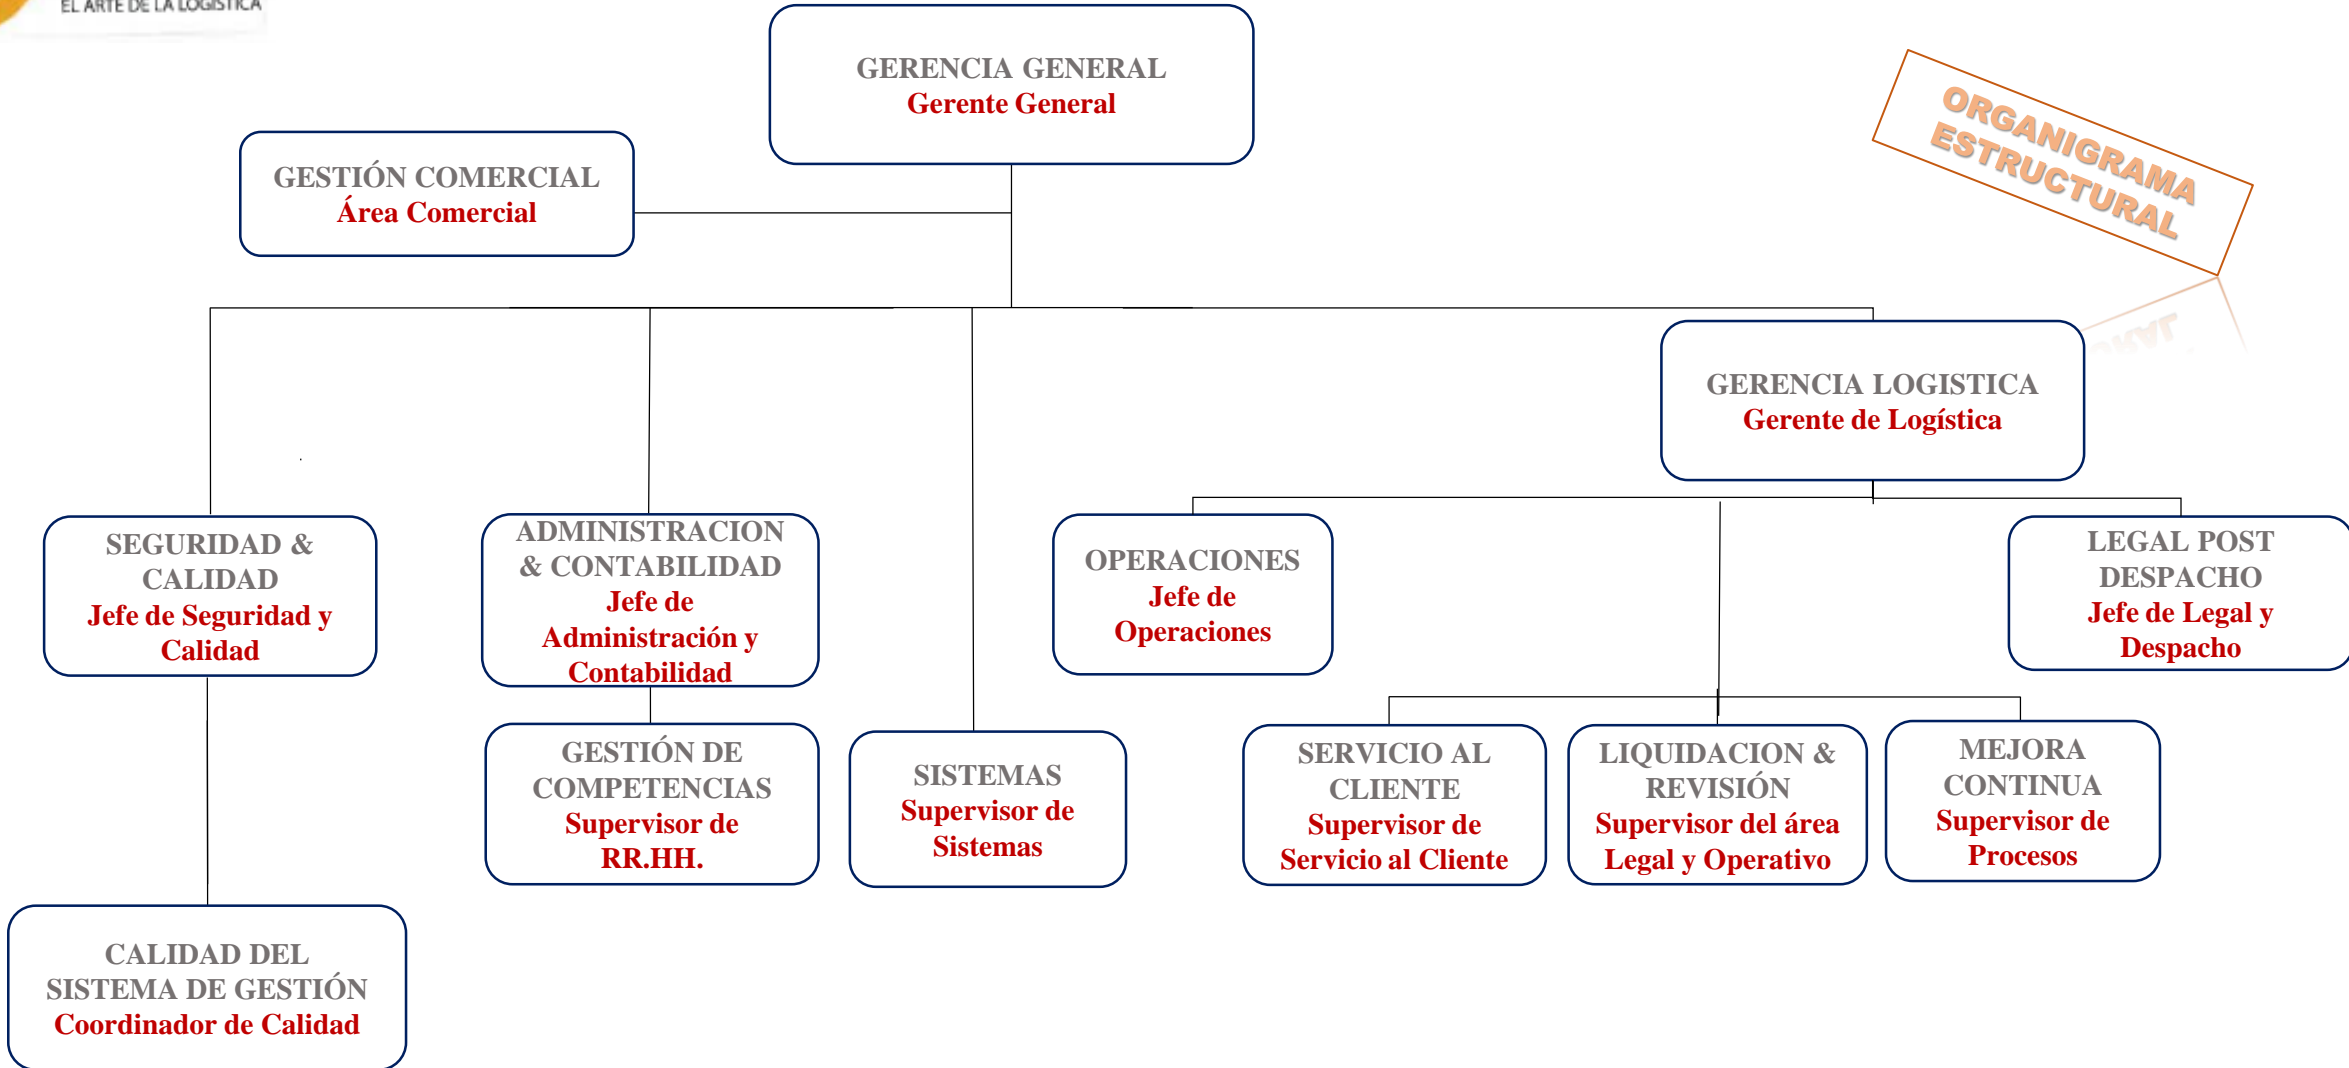 EL ARTE DE LA LOGISTICA
GERENCIA GENERAL
Gerente General
ORGANIGRAMA
ESTRUCTURAL
GESTIÓN COMERCIAL
Área Comercial
GERENCIA LOGISTICA
Gerente de Logística
SEGURIDAD &
CALIDAD
Jefe de Seguridad y
Calidad
ADMINISTRACION
& CONTABILIDAD
Jefe de
Administración y
Contabilidad
OPERACIONES
Jefe de
Operaciones
LEGAL POST
DESPACHO
Jefe de Legal y
Despacho
GESTIÓN DE
COMPETENCIAS
Supervisor de
RR.HH.
SISTEMAS
Supervisor de
Sistemas
SERVICIO AL
CLIENTE
Supervisor de
Servicio al Cliente
LIQUIDACION &
REVISIÓN
Supervisor del área
Legal y Operativo
MEJORA
CONTINUA
Supervisor de
Procesos
CALIDAD DEL
SISTEMA DE GESTIÓN
Coordinador de Calidad